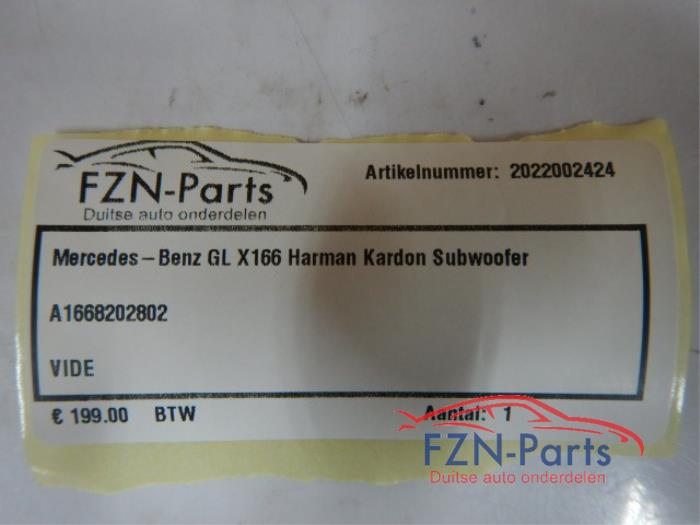 FZN-Parts
Duitse auto onderdelen
Artikelnummer: 2022002424
Mercedes-Benz GL X166 Harman Kardon Subwoofer
A1668202802
VIDE
€ 199.00 BTW
Aantal: 1
FZN-Parts
Duitse auto onderdelen